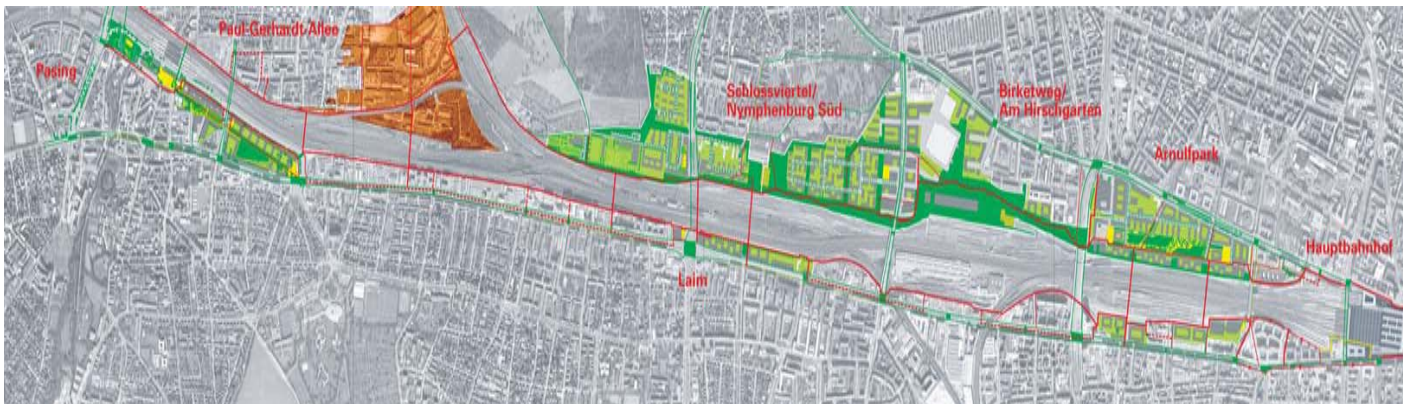 Paul-Gerhardt-Allee
Pasing
Schlossviertel/
Nymphenburg Süd
Birketweg/
Am Hirschgarten
Arnulfpark
Hauptbahnhof
Laim